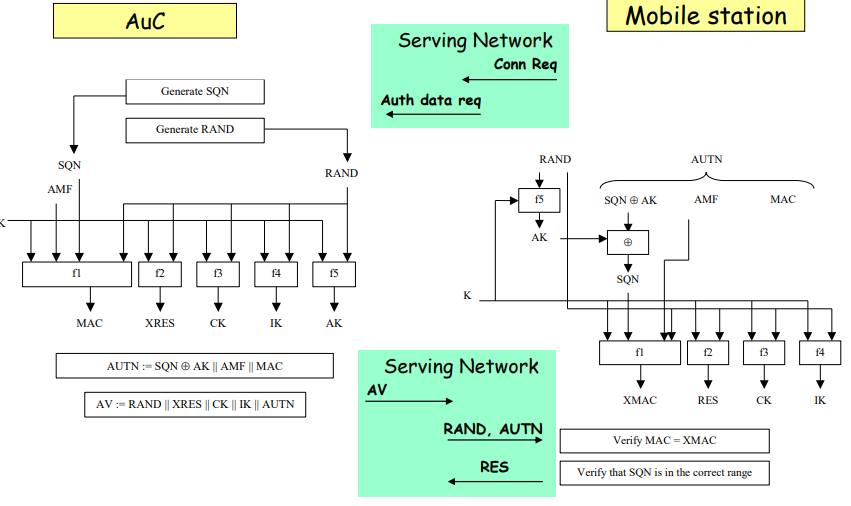 AuC
Generate SQN
Generate RAND
SQN
AMF
RAND
K
f1
f2
f3
f4
f5
MAC
XRES
CK
IK
AK
AUTN := SQN ⊕ AK || AMF || MAC
AV := RAND || XRES || CK || IK || AUTN
Serving Network
Conn Req
Auth data req
Serving Network
AV
RAND, AUTN
RES
Mobile station
RAND
AUTN
f5
SQN ⊕ AK
AMF
MAC
AK
⊕
SQN
K
f1
f2
f3
f4
XMAC
RES
CK
IK
Verify MAC = XMAC
Verify that SQN is in the correct range